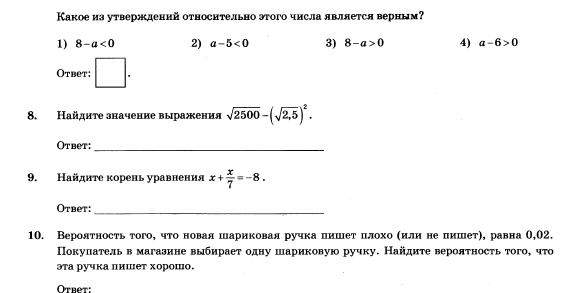 Какое из утверждений относительно этого числа является верным?
1) 8−a<0 2) a−5<0 3) 8−a>0 4) a−6>0
Ответ: .
8. Найдите значение выражения √2500−(√2,5)².
Ответ:
9. Найдите корень уравнения x+x/7=−8.
Ответ:
10. Вероятность того, что новая шариковая ручка пишет плохо (или не пишет), равна 0,02.
Покупатель в магазине выбирает одну шариковую ручку. Найдите вероятность того, что
эта ручка пишет хорошо.
Ответ: